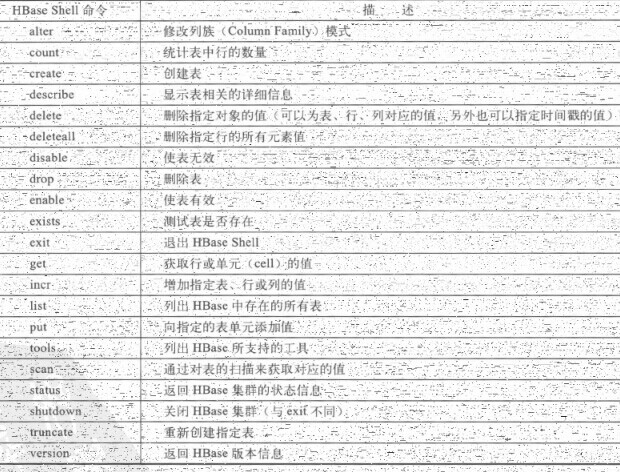 HBase Shell 命令 描 述
alter 修改列族（Column Family）模式
count 统计表中行的数量
create 创建表
describe 显示表相关的详细信息
delete 删除指定对象的值（可以为表、行、列对应的值，另外也可以指定时间戳的值）
deleteall 删除指定行的所有元素值
disable 使表无效
drop 删除表
enable 使表有效
exists 测试表是否存在
exit 退出 HBase Shell
get 获取行或单元（cell）的值
incr 增加指定表、行或列的值
list 列出 HBase 中存在的所有表
put 向指定的表单元添加值
tools 列出 HBase 所支持的工具
scan 通过对表的扫描来获取对应的值
status 返回 HBase 集群的状态信息
shutdown 关闭 HBase 集群（与 exit 不同）
truncate 重新创建指定表
version 返回 HBase 版本信息